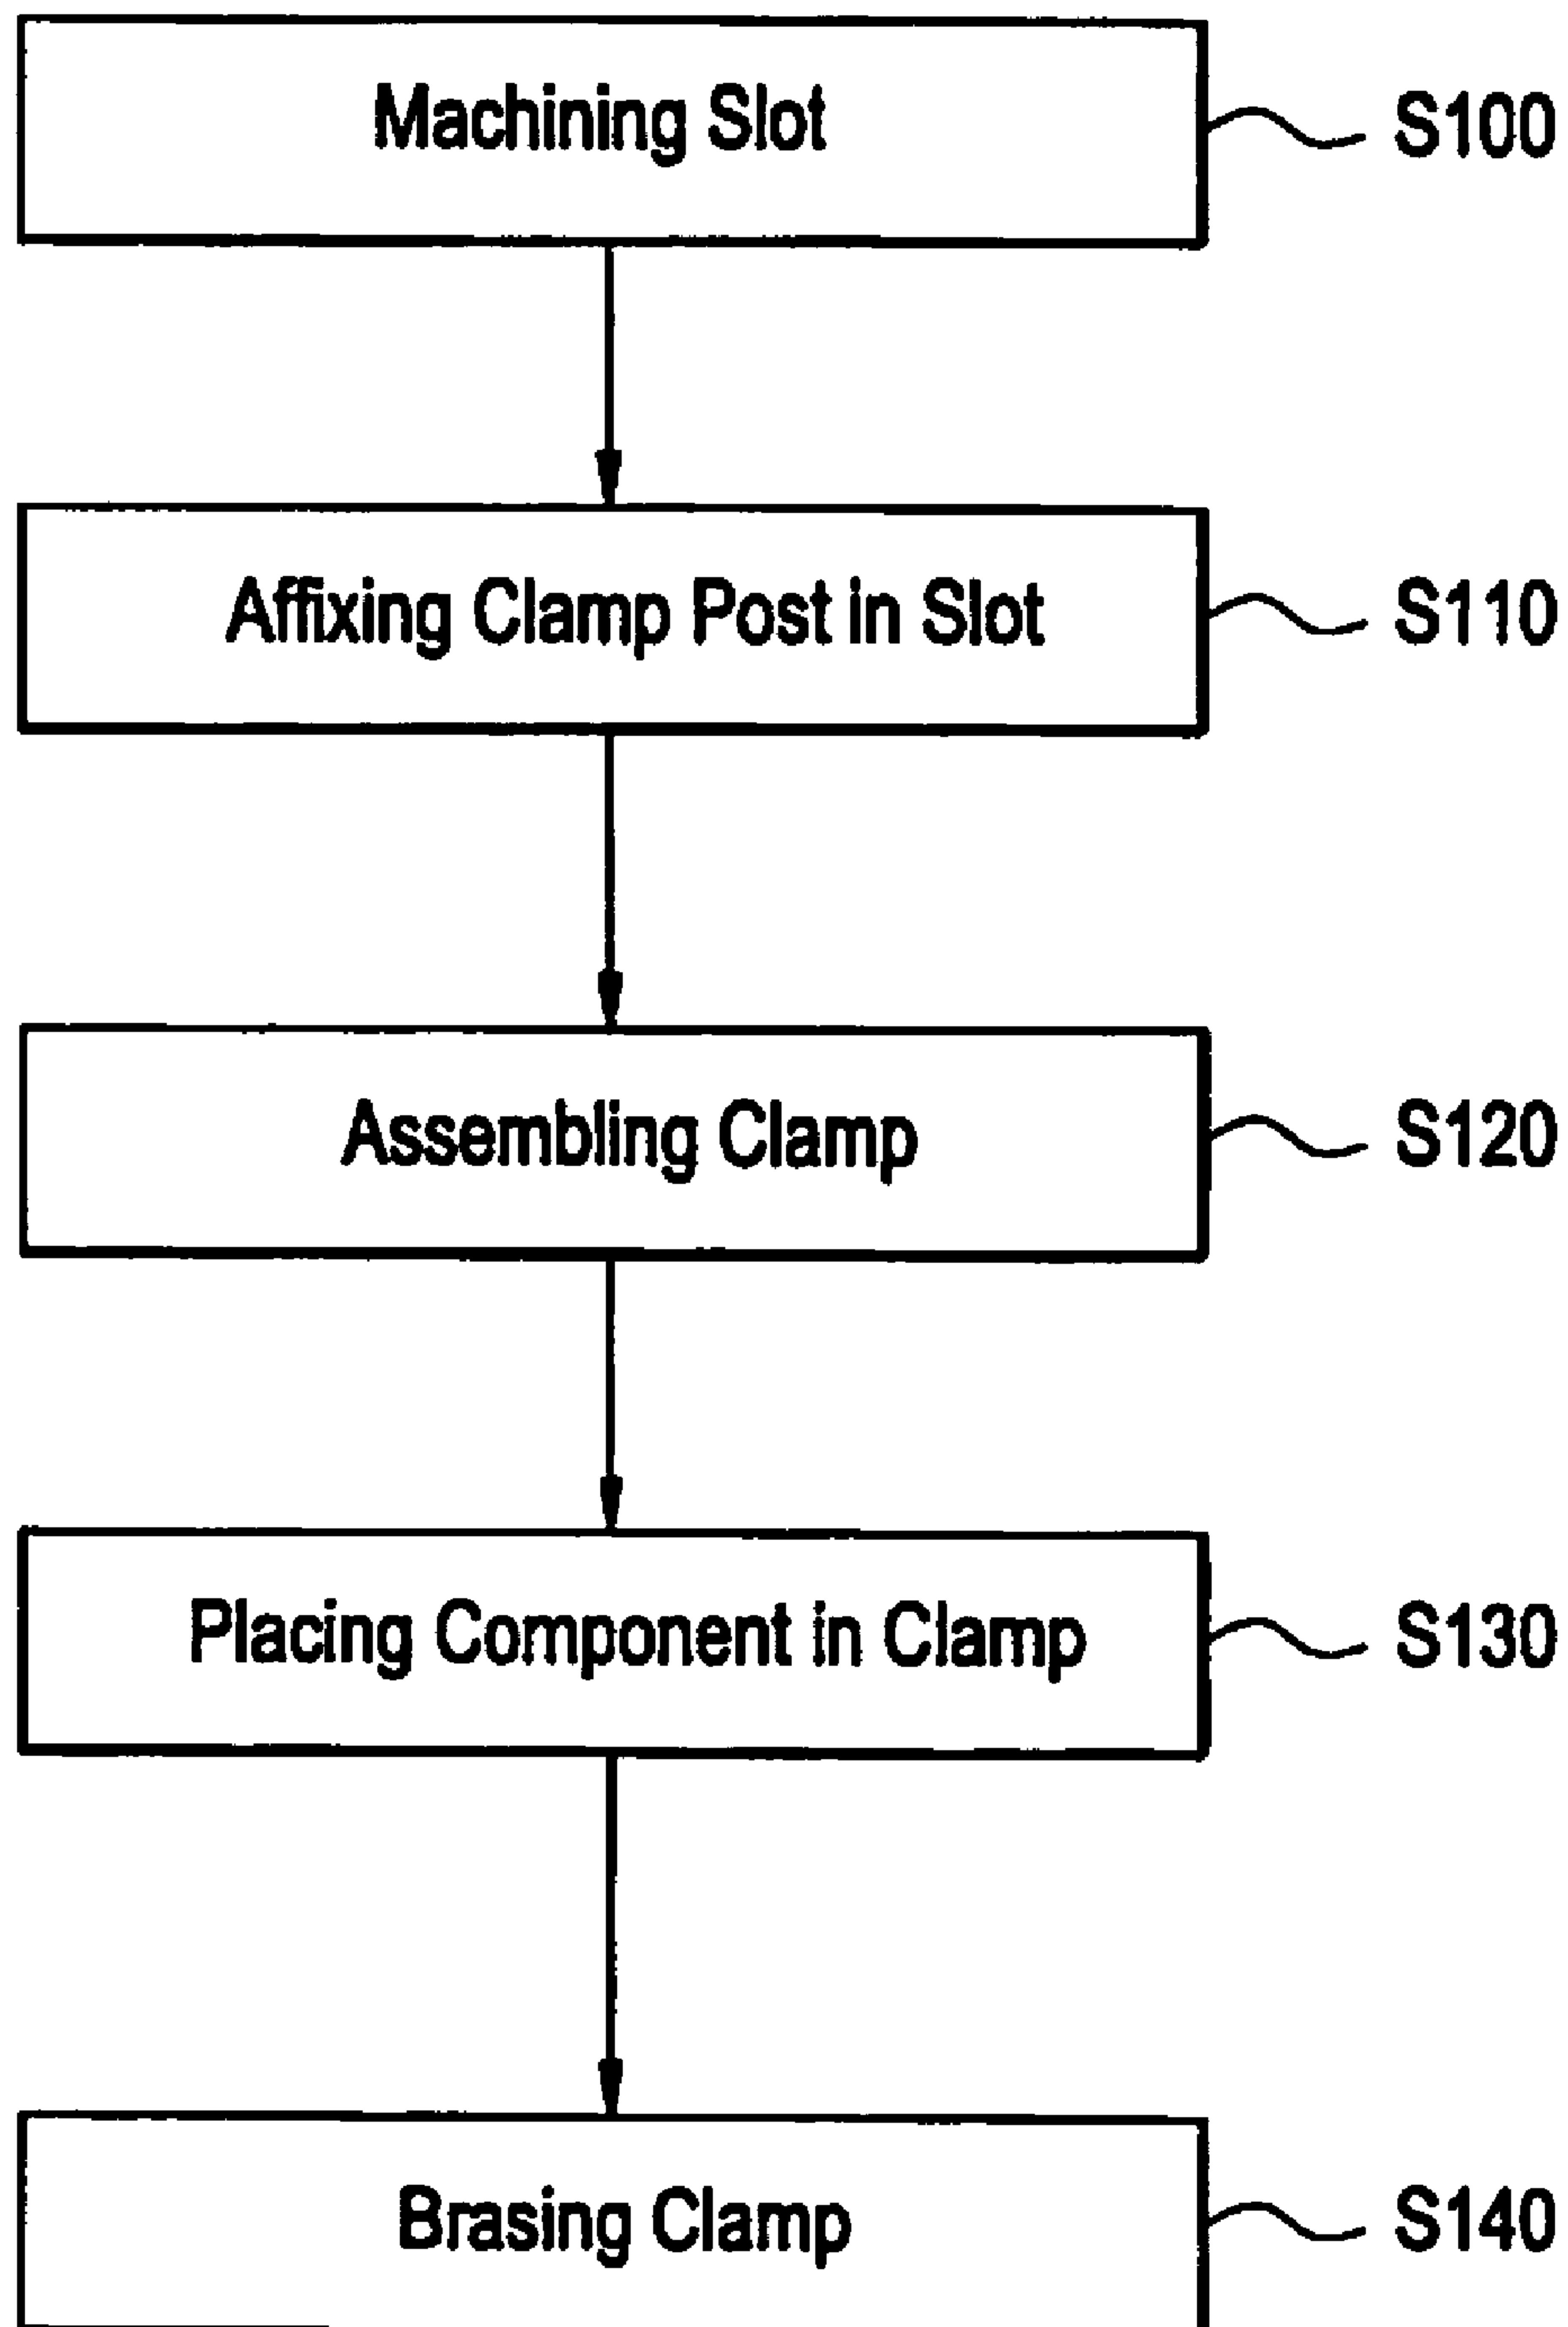 Machining Slot
S100
Affixing Clamp Post in Slot
S110
Assembling Clamp
S120
Placing Component in Clamp
S130
Brasing Clamp
S140